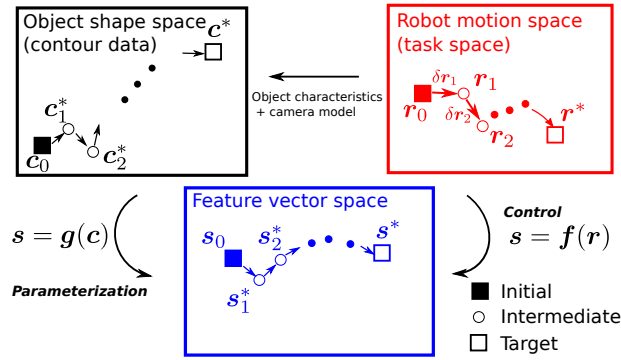 Object shape space
(contour data)
c*
c₁*
c₀
c₂*
Object characteristics
+ camera model
Robot motion space
(task space)
δr₁
r₁
r₀
δr₂
r₂
r*
s = g(c)
Parameterization
Feature vector space
s₀
s₂*
s*
s₁*
Control
s = f(r)
Initial
Intermediate
Target